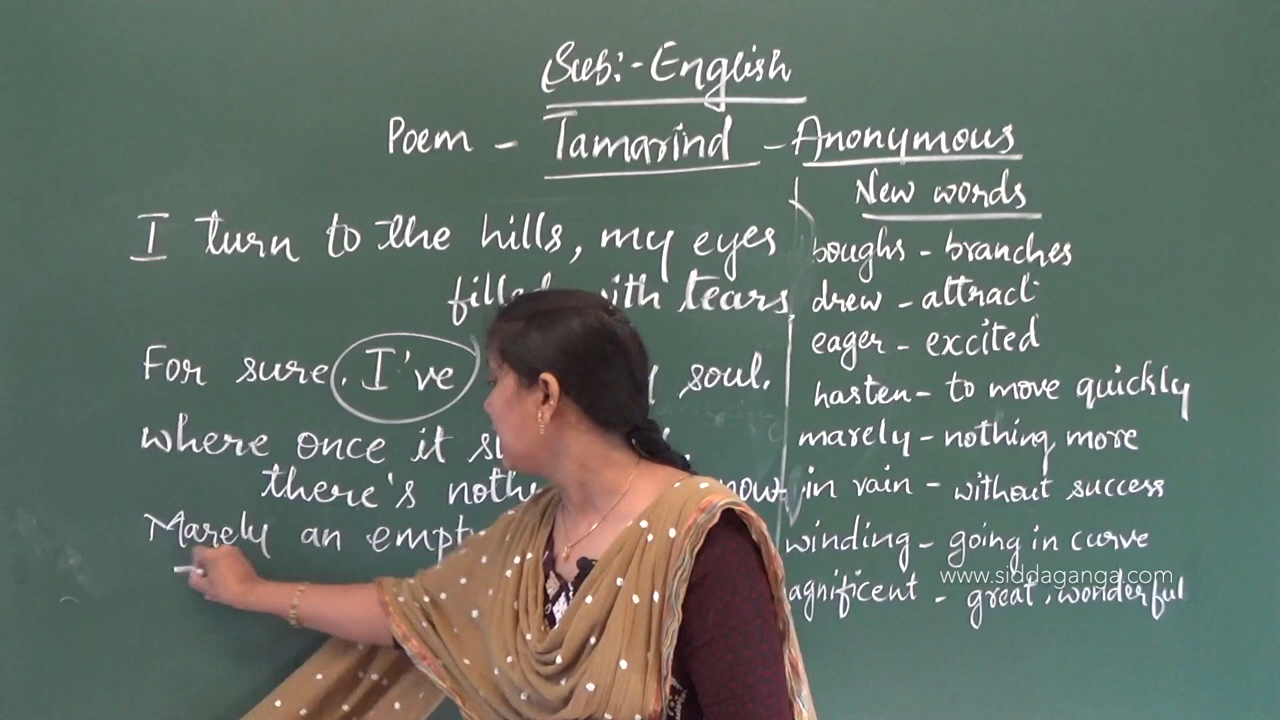 Sub:- English
Poem - Tamarind - Anonymous
I turn to the hills, my eyes
filled with tears.
For sure. I've soul.
where once it
there's now
Marely an
New words
boughs - branches
drew - attract
eager - excited
hasten - to move quickly
marely - nothing more
in vain - without success
winding - going in curve
agnificent - great, wonderful
www.siddaganga.com